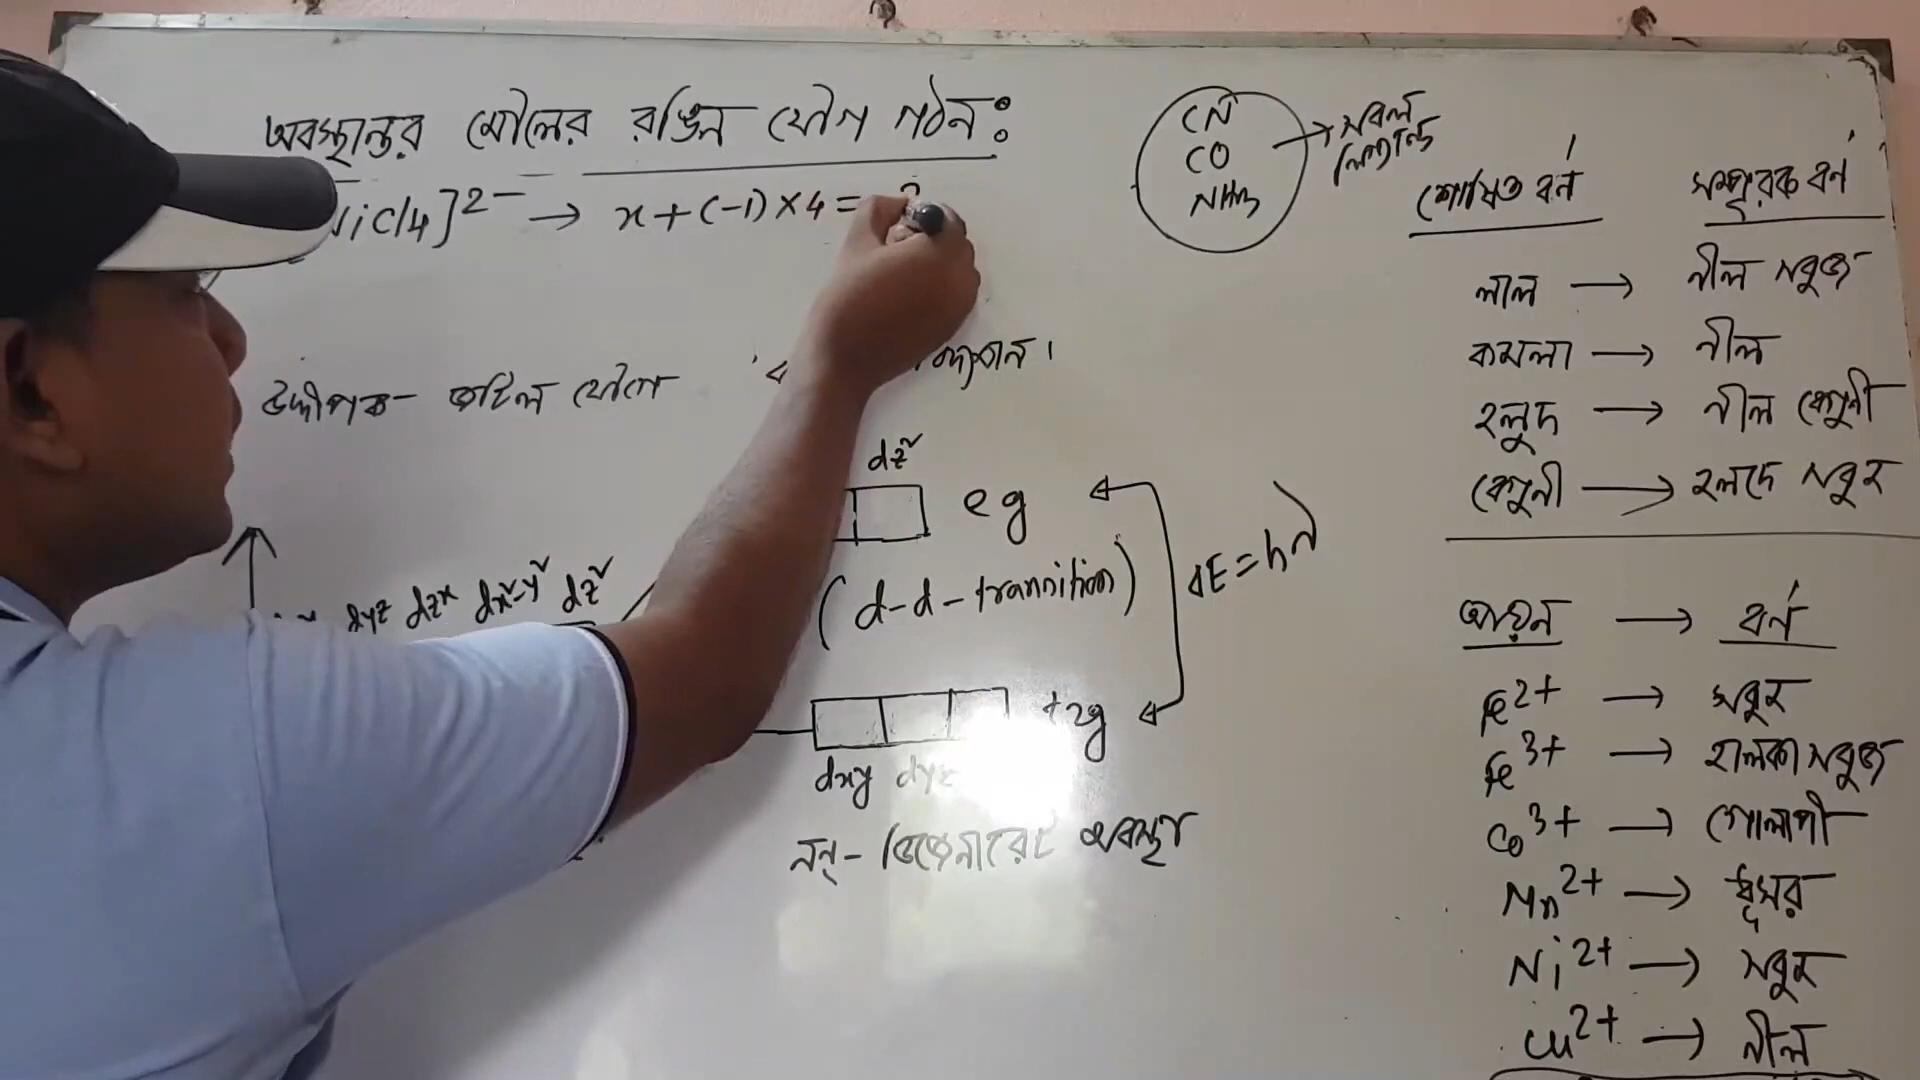 অবস্থান্তর মৌলের রঙিন যৌগ গঠন:
iCl4]2- → x+(-1)×4=
উদ্দীপক- জটিল যৌগে
dz²
eg
(d-d-transition)
ΔE=hν
dyz dzx dx²-y² dz²
t2g
dxy dyz
নন্-ডিজেনারেট অবস্থা
CN
CO
NH3
→ সবল
লিগ্যান্ড
শোষিত বর্ণ সম্পূরক বর্ণ
লাল → নীল সবুজ
কমলা → নীল
হলুদ → নীল বেগুনী
বেগুনী → হলদে সবুজ
আয়ন → বর্ণ
Fe2+ → সবুজ
Fe3+ → হালকা সবুজ
Co3+ → গোলাপী
Mn2+ → ধূসর
Ni2+ → সবুজ
Cu2+ → নীল